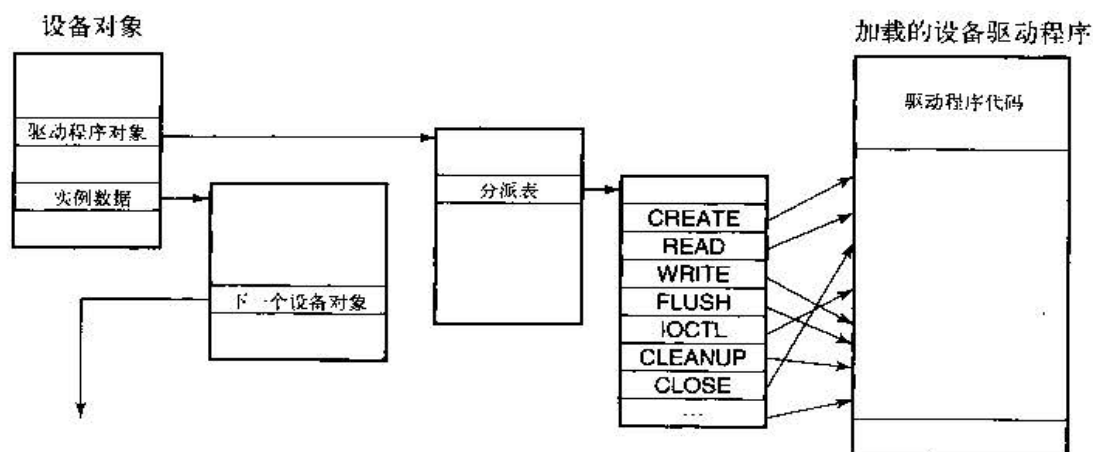 设备对象
加载的设备驱动程序
驱动程序代码
驱动程序对象
实例数据
分派表
CREATE
READ
WRITE
FLUSH
IOCTL
CLEANUP
CLOSE
...
下一个设备对象